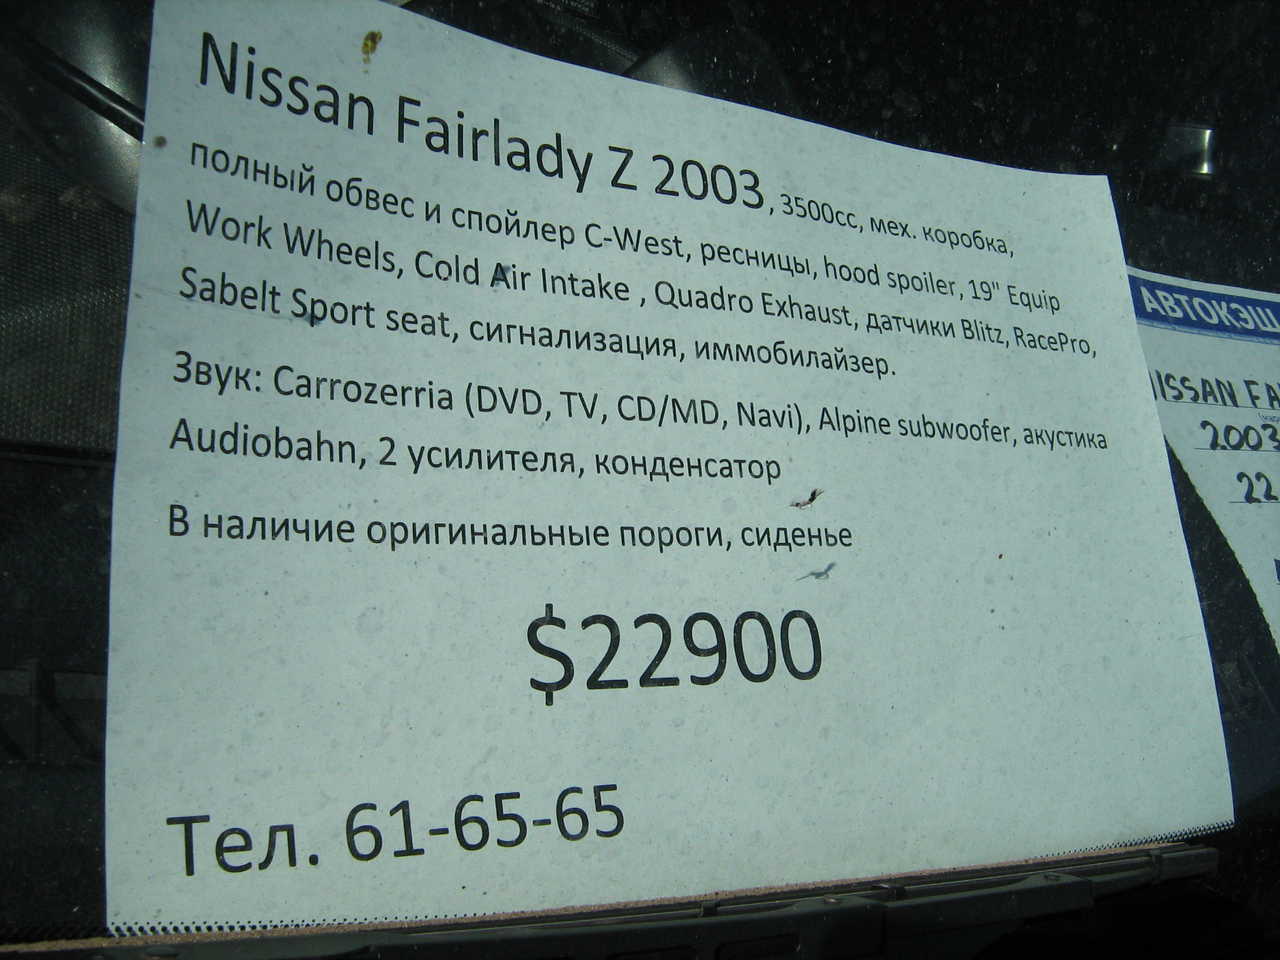 Nissan Fairlady Z 2003, 3500cc, мех. коробка,
полный обвес и спойлер C-West, ресницы, hood spoiler, 19" Equip
Work Wheels, Cold Air Intake , Quadro Exhaust, датчики Blitz, RacePro,
Sabelt Sport seat, сигнализация, иммобилайзер.
Звук: Carrozerria (DVD, TV, CD/MD, Navi), Alpine subwoofer, акустика
Audiobahn, 2 усилителя, конденсатор
В наличие оригинальные пороги, сиденье
$22900
Тел. 61-65-65
АВТОКЭШ
ISSAN FA
2003
22